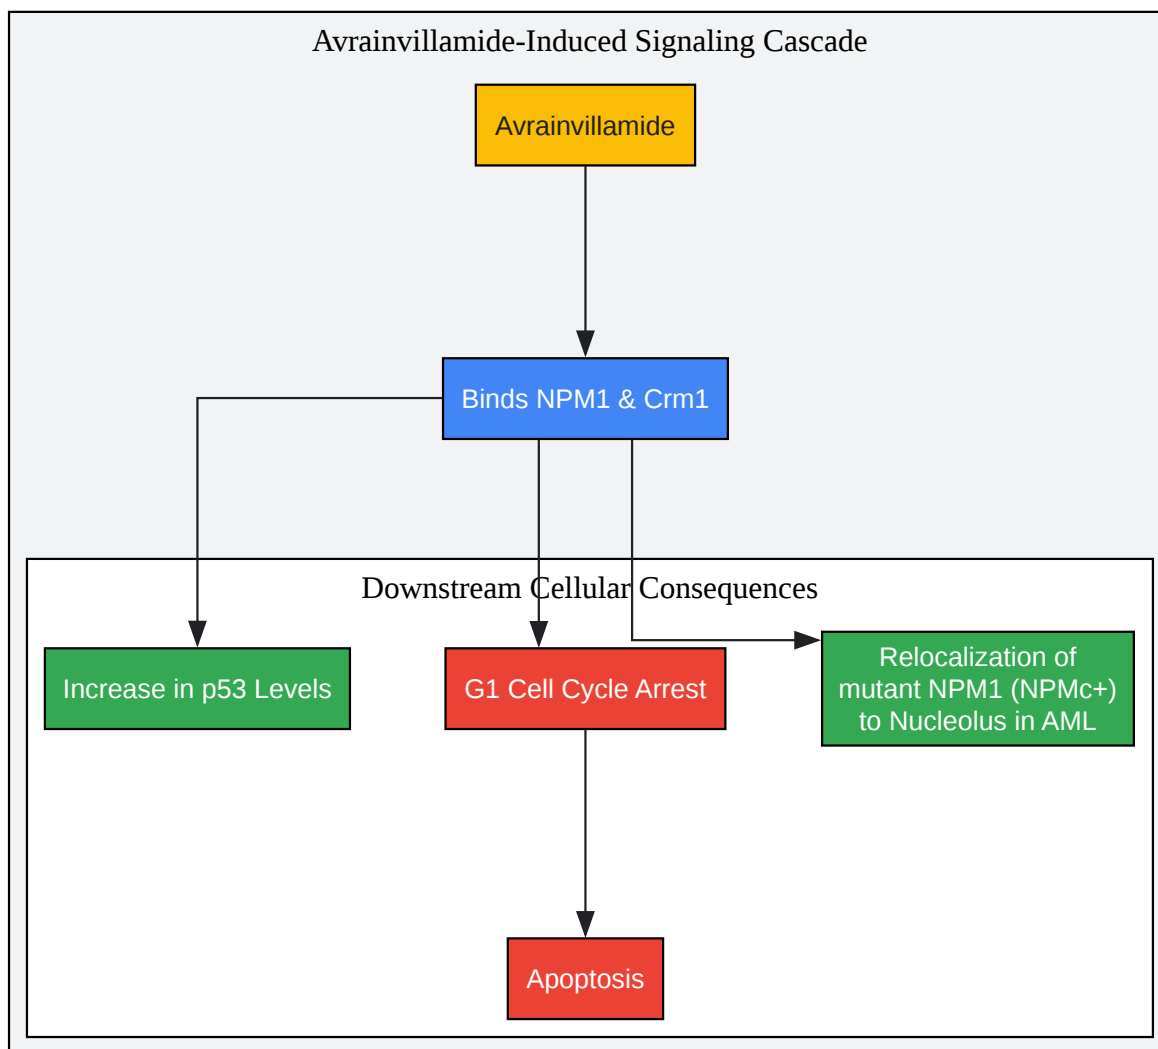 Avrainvillamide-Induced Signaling Cascade
Avrainvillamide
Binds NPM1 & Crm1
Downstream Cellular Consequences
Increase in p53 Levels
G1 Cell Cycle Arrest
Relocalization of
mutant NPM1 (NPMc+)
to Nucleolus in AML
Apoptosis